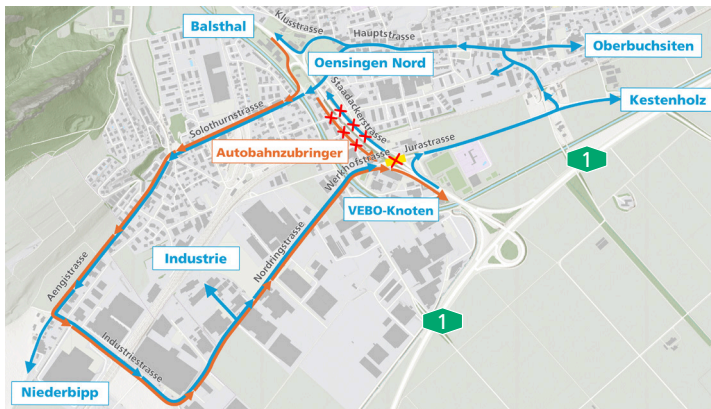 Balsthal
Klusstrasse
Hauptstrasse
Oberbuchsiten
Oensingen Nord
Kestenholz
Staadackerstrasse
Solothurnstrasse
Autobahnzubringer
Jurastrasse
1
Werkhofstrasse
VEBO-Knoten
Industrie
Nordringstrasse
Aengistrasse
1
Industriestrasse
Niederbipp